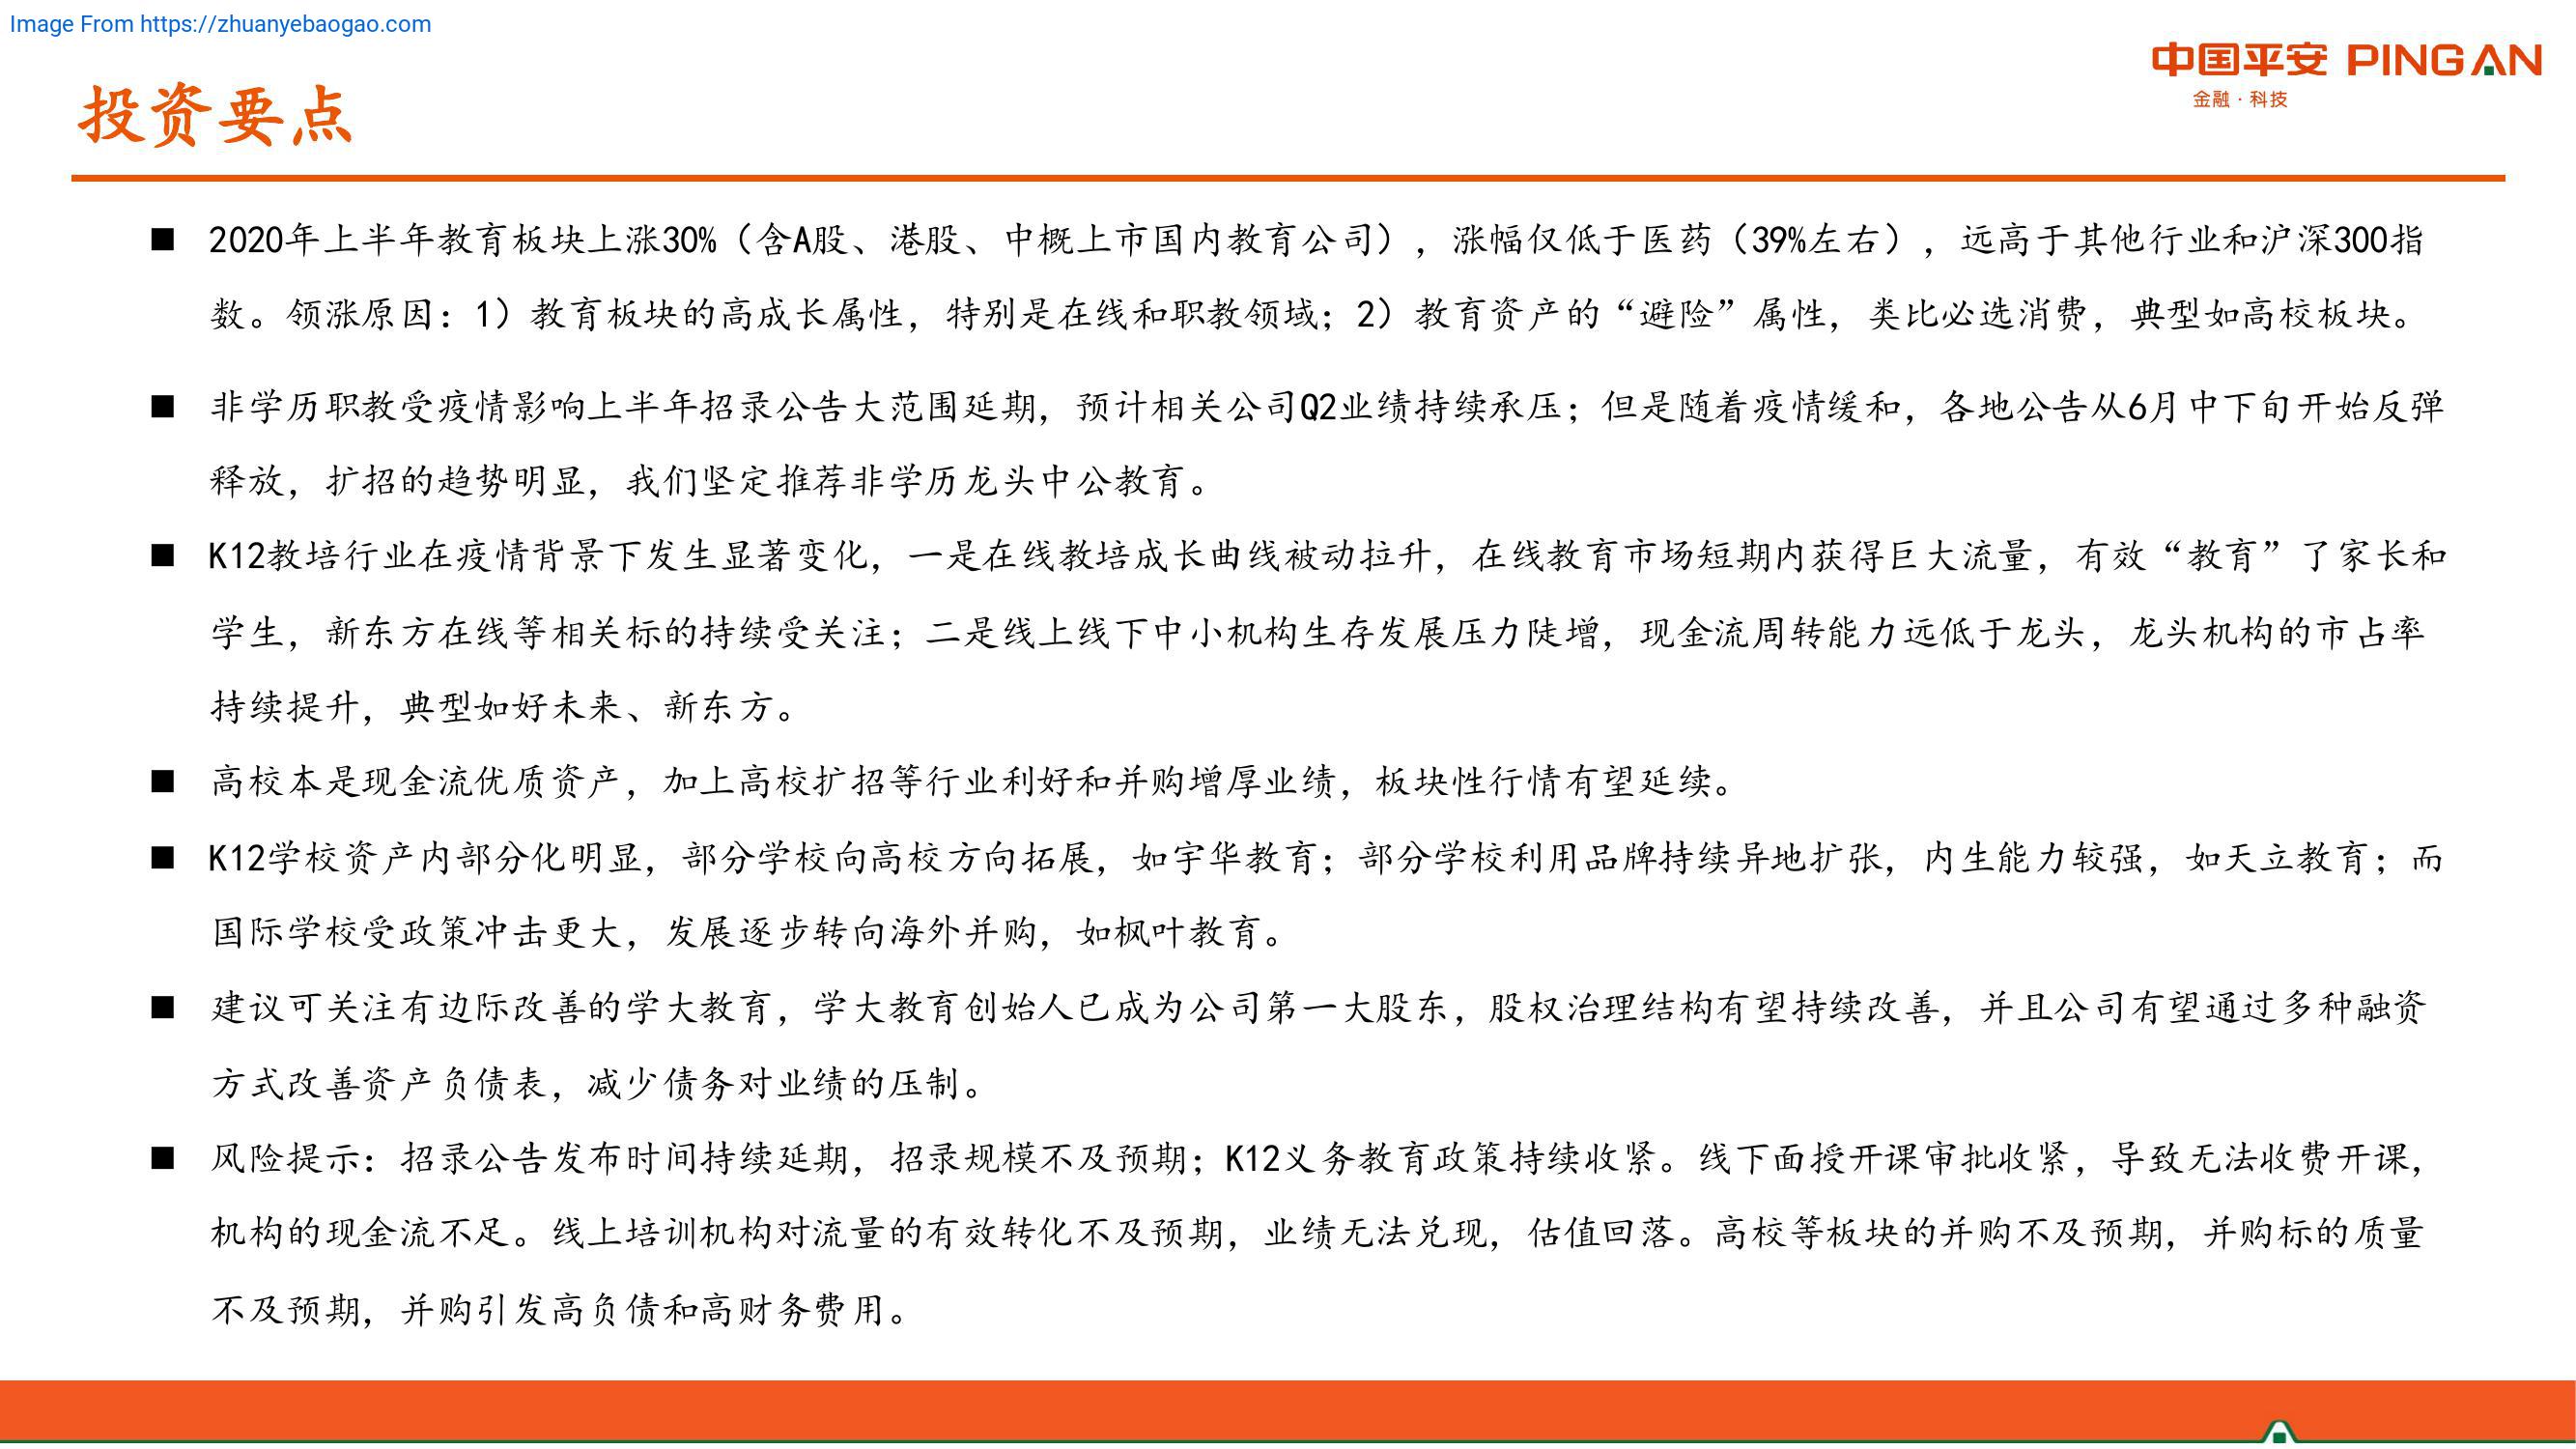 Image From https://zhuanyebaogao.com
中国平安 PING AN
金融·科技
投资要点
■ 2020年上半年教育板块上涨30%（含A股、港股、中概上市国内教育公司），涨幅仅低于医药（39%左右），远高于其他行业和沪深300指
数。领涨原因：1）教育板块的高成长属性，特别是在线和职教领域；2）教育资产的“避险”属性，类比必选消费，典型如高校板块。
■ 非学历职教受疫情影响上半年招录公告大范围延期，预计相关公司Q2业绩持续承压；但是随着疫情缓和，各地公告从6月中下旬开始反弹
释放，扩招的趋势明显，我们坚定推荐非学历龙头中公教育。
■ K12教培行业在疫情背景下发生显著变化，一是在线教培成长曲线被动拉升，在线教育市场短期内获得巨大流量，有效“教育”了家长和
学生，新东方在线等相关标的持续受关注；二是线上线下中小机构生存发展压力陡增，现金流周转能力远低于龙头，龙头机构的市占率
持续提升，典型如好未来、新东方。
■ 高校本是现金流优质资产，加上高校扩招等行业利好和并购增厚业绩，板块性行情有望延续。
■ K12学校资产内部分化明显，部分学校向高校方向拓展，如宇华教育；部分学校利用品牌持续异地扩张，内生能力较强，如天立教育；而
国际学校受政策冲击更大，发展逐步转向海外并购，如枫叶教育。
■ 建议可关注有边际改善的学大教育，学大教育创始人已成为公司第一大股东，股权治理结构有望持续改善，并且公司有望通过多种融资
方式改善资产负债表，减少债务对业绩的压制。
■ 风险提示：招录公告发布时间持续延期，招录规模不及预期；K12义务教育政策持续收紧。线下面授开课审批收紧，导致无法收费开课，
机构的现金流不足。线上培训机构对流量的有效转化不及预期，业绩无法兑现，估值回落。高校等板块的并购不及预期，并购标的质量
不及预期，并购引发高负债和高财务费用。